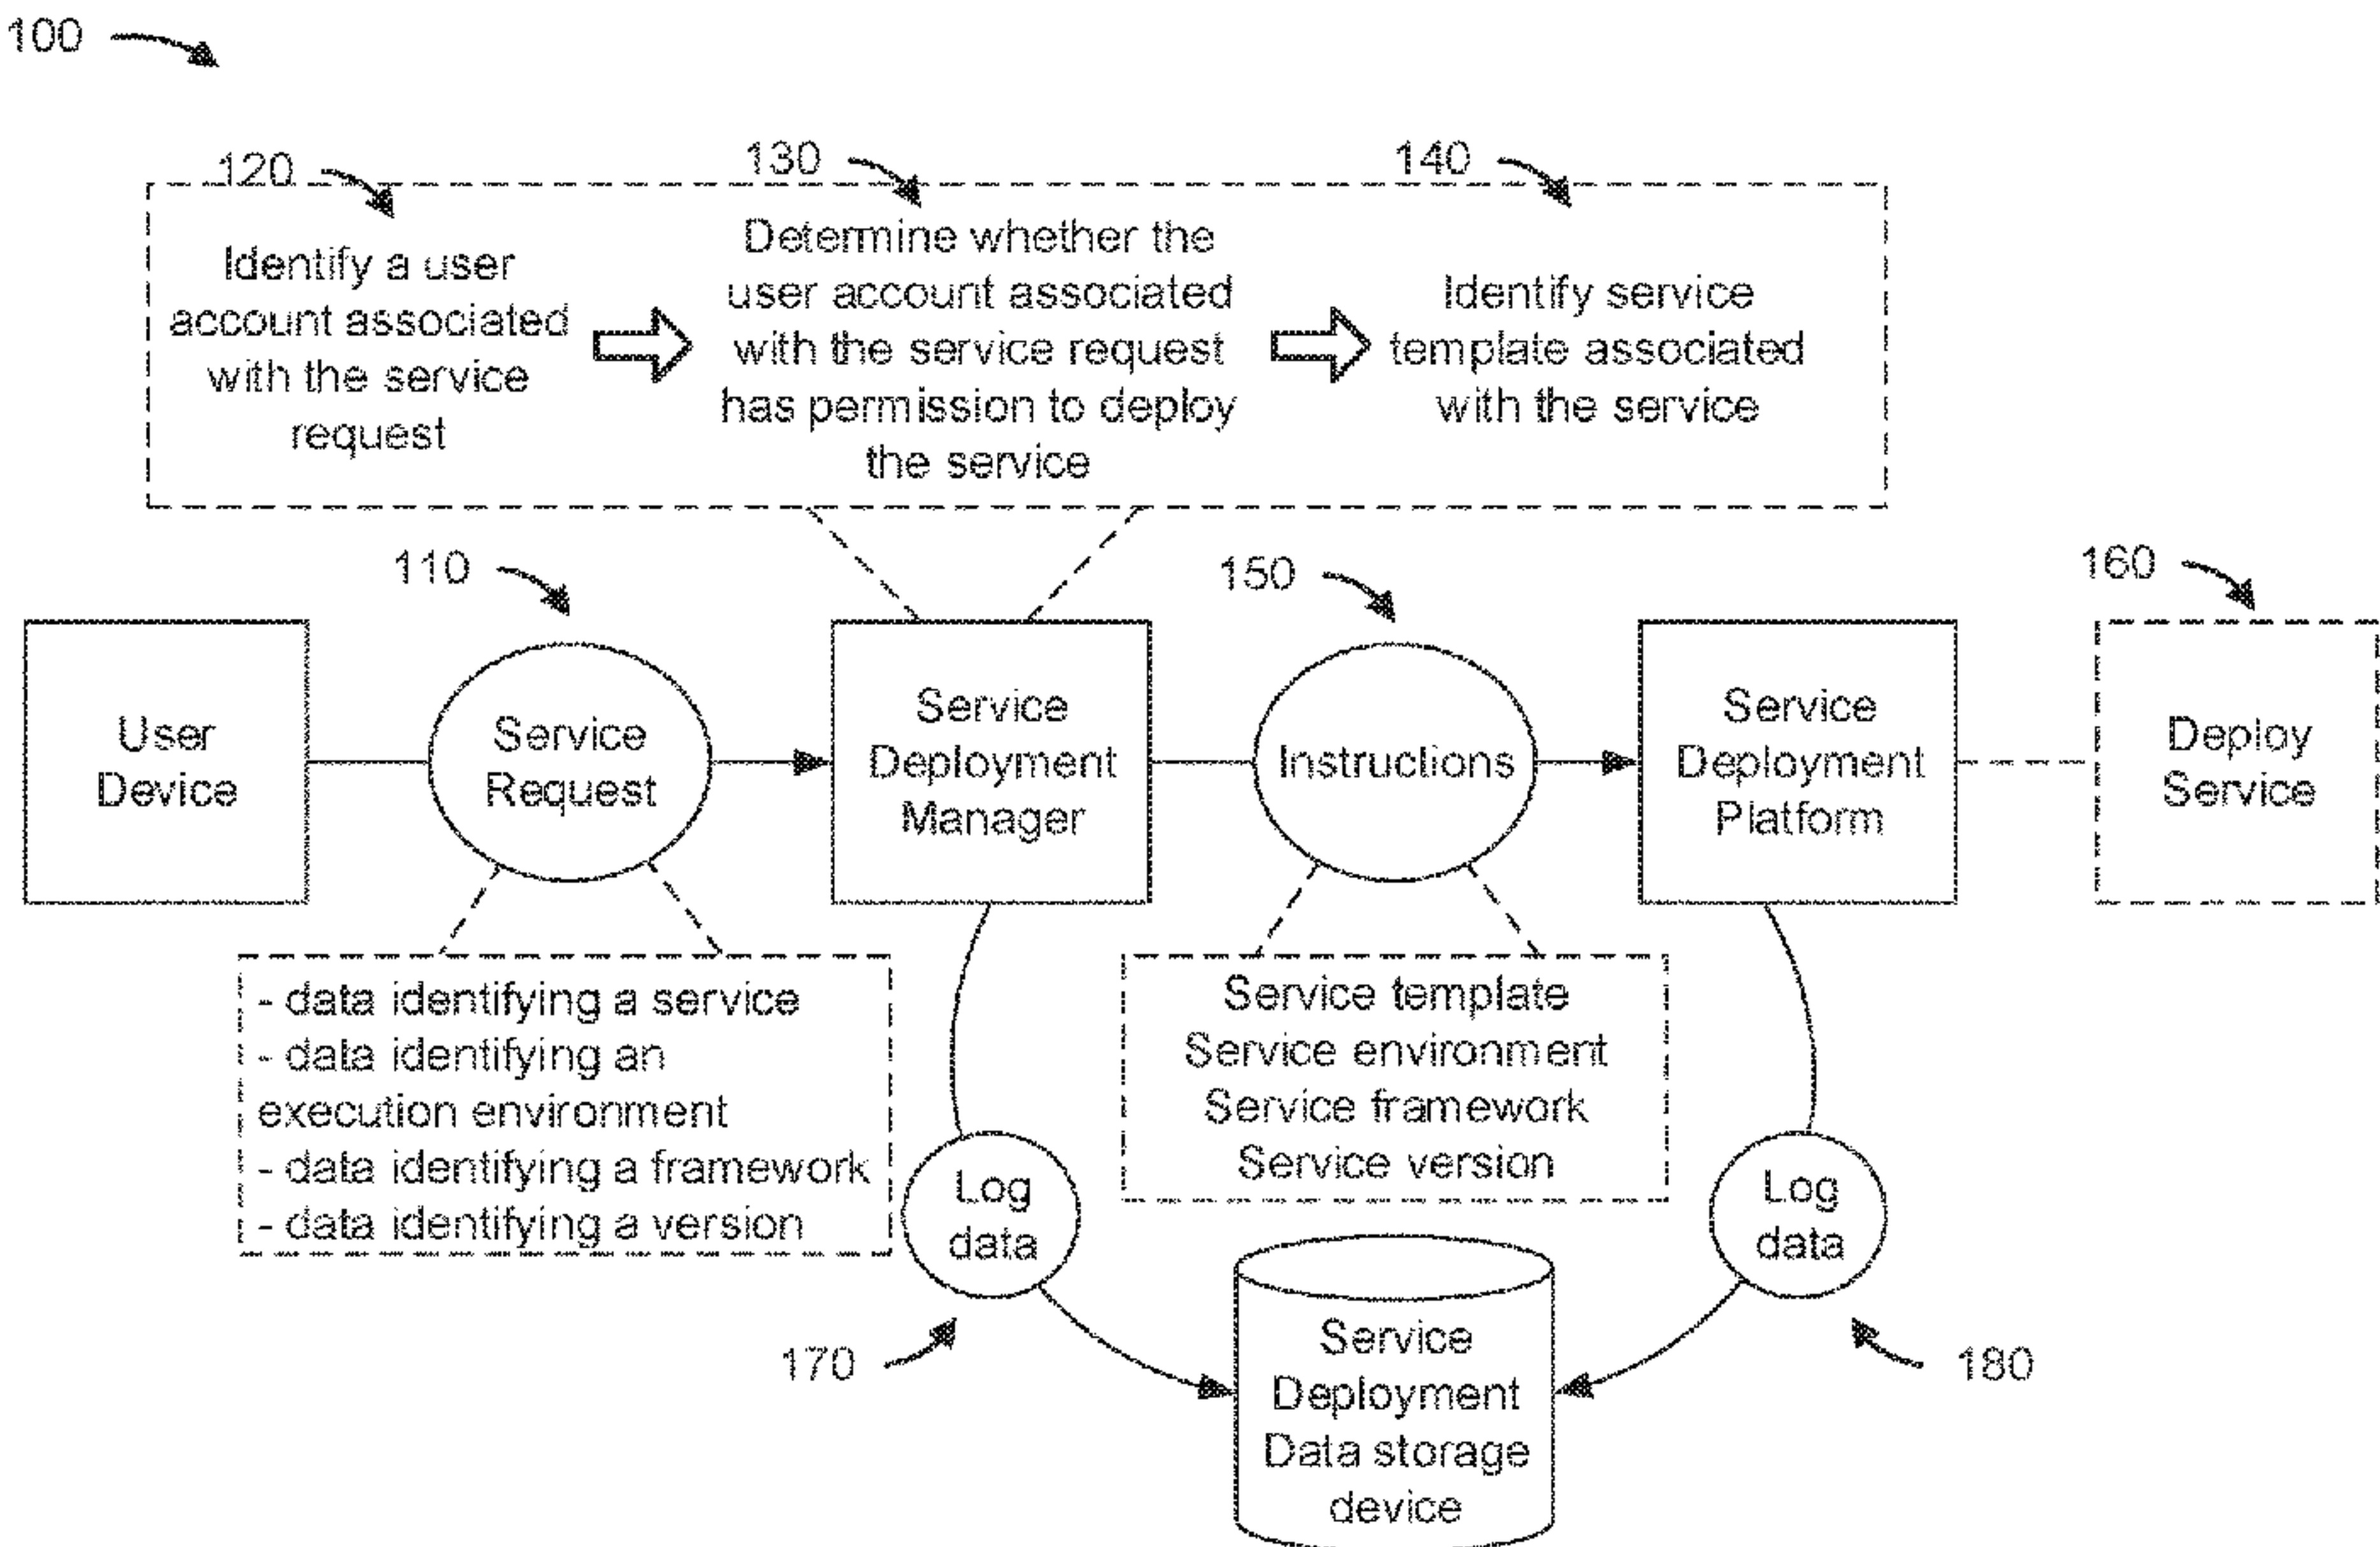 100
120
130
140
Identify a user
account associated
with the service
request
Determine whether the
user account associated
with the service request
has permission to deploy
the service
Identify service
template associated
with the service
110
150
160
User
Device
Service
Request
Service
Deployment
Manager
Instructions
Service
Deployment
Platform
Deploy
Service
- data identifying a service
- data identifying an
execution environment
- data identifying a framework
- data identifying a version
Service template
Service environment
Service framework
Service version
Log
data
Log
data
170
180
Service
Deployment
Data storage
device